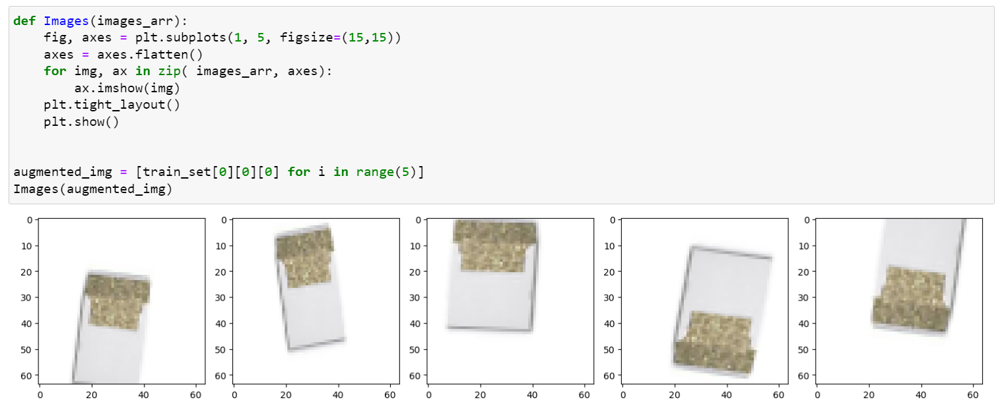 def Images(images_arr):
    fig, axes = plt.subplots(1, 5, figsize=(15,15))
    axes = axes.flatten()
    for img, ax in zip( images_arr, axes):
        ax.imshow(img)
    plt.tight_layout()
    plt.show()
augmented_img = [train_set[0][0][0] for i in range(5)]
Images(augmented_img)
0 0 0 0 0
10 10 10 10 10
20 20 20 20 20
30 30 30 30 30
40 40 40 40 40
50 50 50 50 50
60 60 60 60 60
0 20 40 60 0 20 40 60 0 20 40 60 0 20 40 60 0 20 40 60